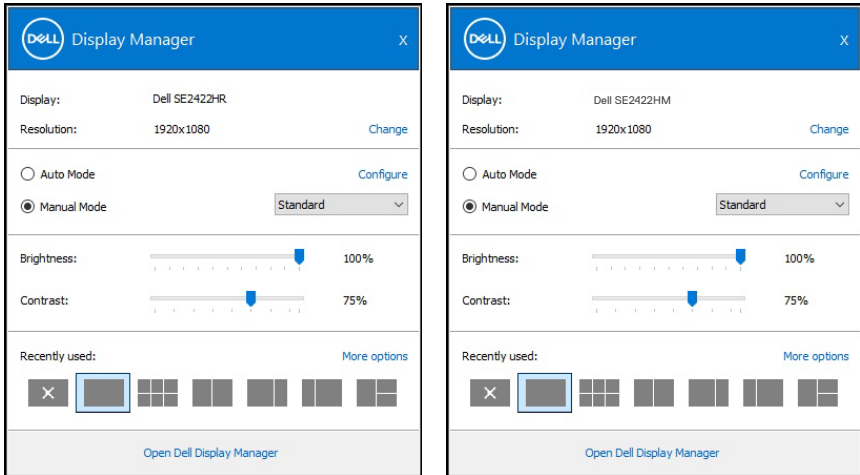 DELL Display Manager X
Display: Dell SE2422HR
Resolution: 1920x1080 Change
Auto Mode Configure
Manual Mode Standard
Brightness: 100%
Contrast: 75%
Recently used: More options
Open Dell Display Manager
DELL Display Manager X
Display: Dell SE2422HM
Resolution: 1920x1080 Change
Auto Mode Configure
Manual Mode Standard
Brightness: 100%
Contrast: 75%
Recently used: More options
Open Dell Display Manager